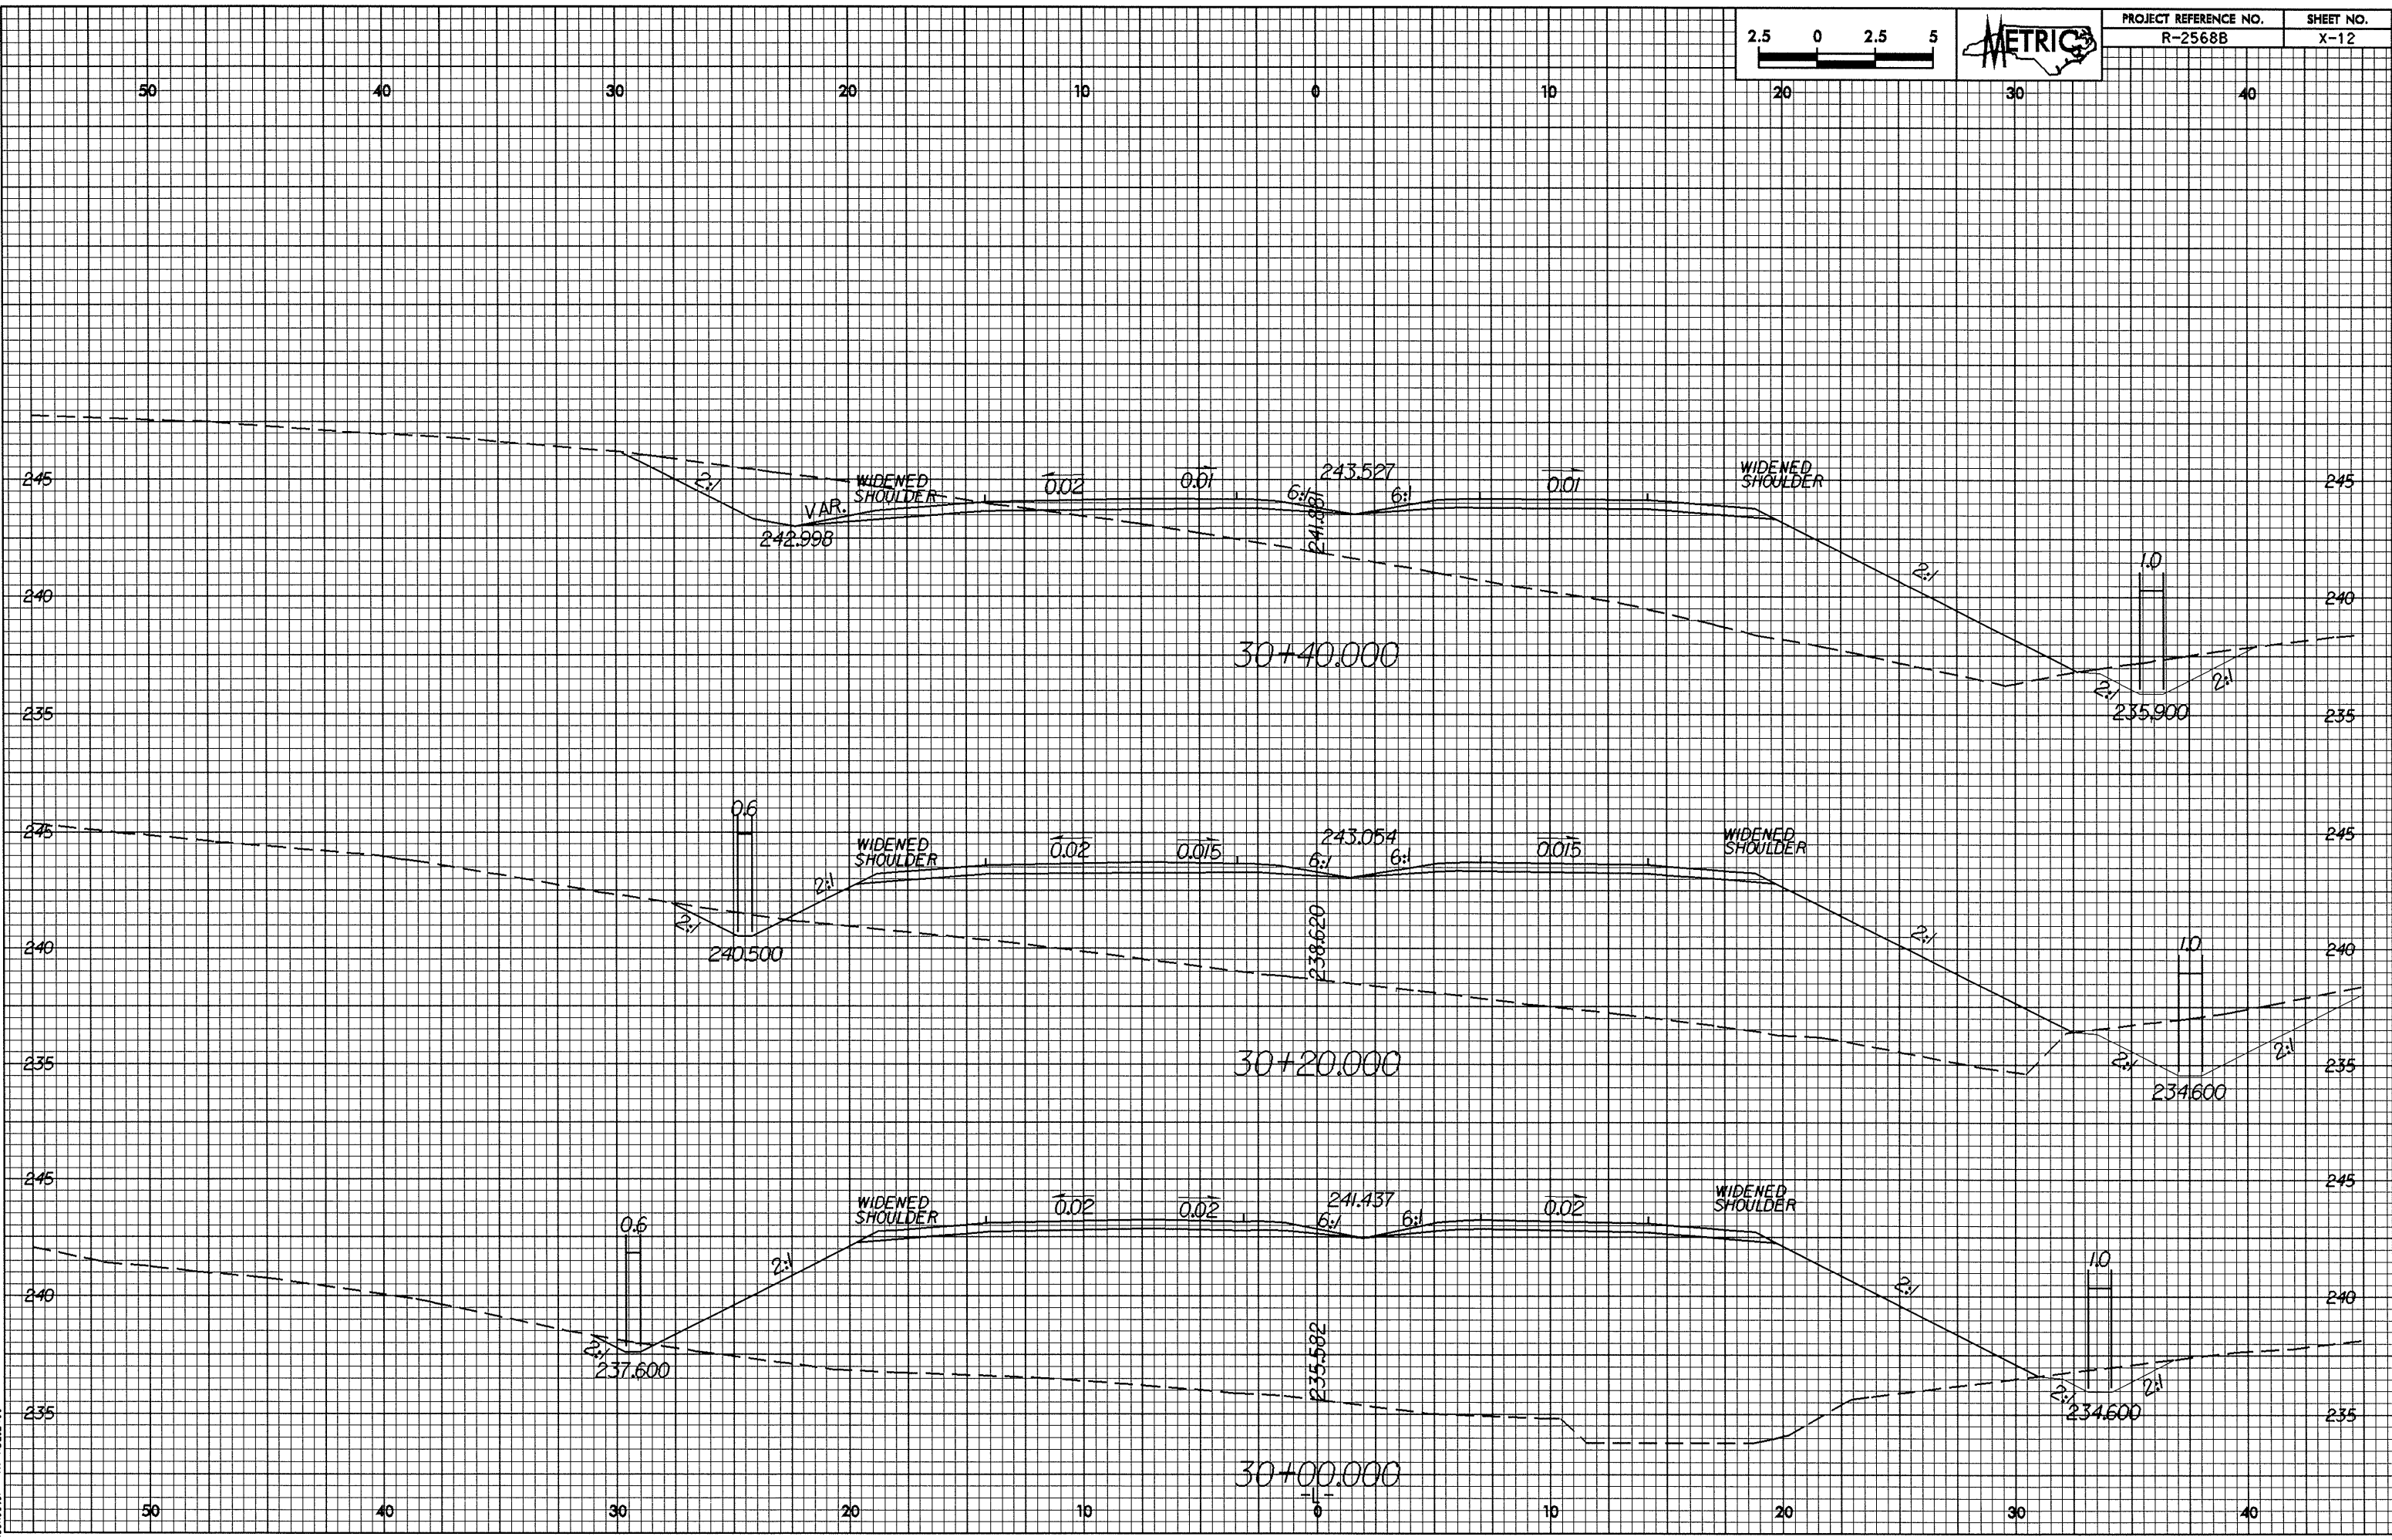 PROJECT REFERENCE NO. SHEET NO.
R-2568B X-12
2.5 0 2.5 5
METRIC
50 40 30 20 10 0 10 20 30 40
245 2:1 VAR. WIDENED SHOULDER 0.02 0.01 6:1 243.527 6:1 0.01 WIDENED SHOULDER 245
242.998 241.881
240 2:1 1.0 240
30+40.000
235 2:1 235.900 2:1 235
0.6
245 WIDENED SHOULDER 0.02 0.015 6:1 243.054 6:1 0.015 WIDENED SHOULDER 245
2:1 2:1
240 240.500 238.620 2:1 1.0 240
30+20.000
235 2:1 234.600 2:1 235
245 245
WIDENED SHOULDER 0.02 0.02 6:1 241.437 6:1 0.02 WIDENED SHOULDER
0.6 2:1 2:1 1.0
240 240
2:1 237.600 235.582
235 2:1 234.600 2:1 235
30+00.000
-L-
50 40 30 20 10 0 10 20 30 40